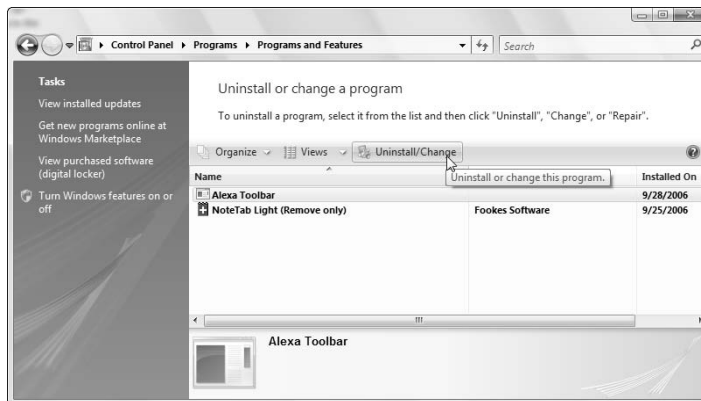 Control Panel ▸ Programs ▸ Programs and Features
Search
Tasks
View installed updates
Get new programs online at
Windows Marketplace
View purchased software
(digital locker)
Turn Windows features on or
off
Uninstall or change a program
To uninstall a program, select it from the list and then click "Uninstall", "Change", or "Repair".
Organize Views Uninstall/Change
Name Installed On
Uninstall or change this program.
Alexa Toolbar 9/28/2006
NoteTab Light (Remove only) Fookes Software 9/25/2006
Alexa Toolbar